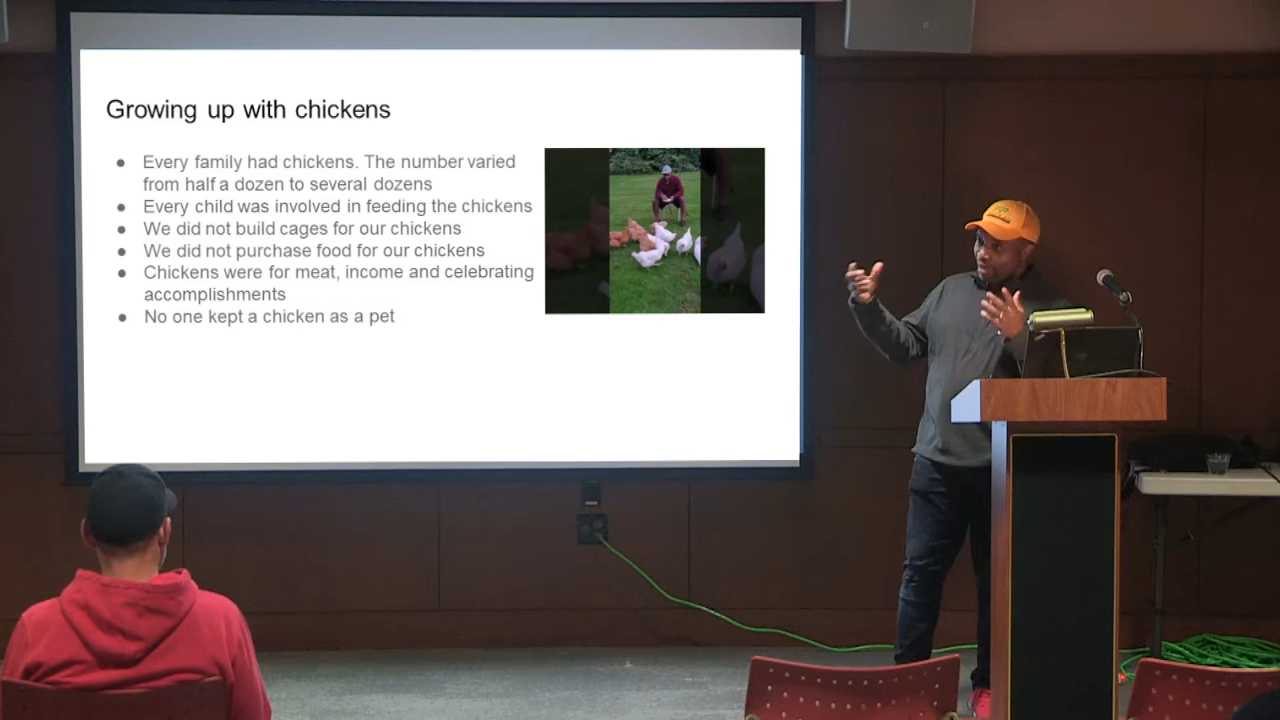 Growing up with chickens
● Every family had chickens. The number varied
from half a dozen to several dozens
● Every child was involved in feeding the chickens
● We did not build cages for our chickens
● We did not purchase food for our chickens
● Chickens were for meat, income and celebrating
accomplishments
● No one kept a chicken as a pet